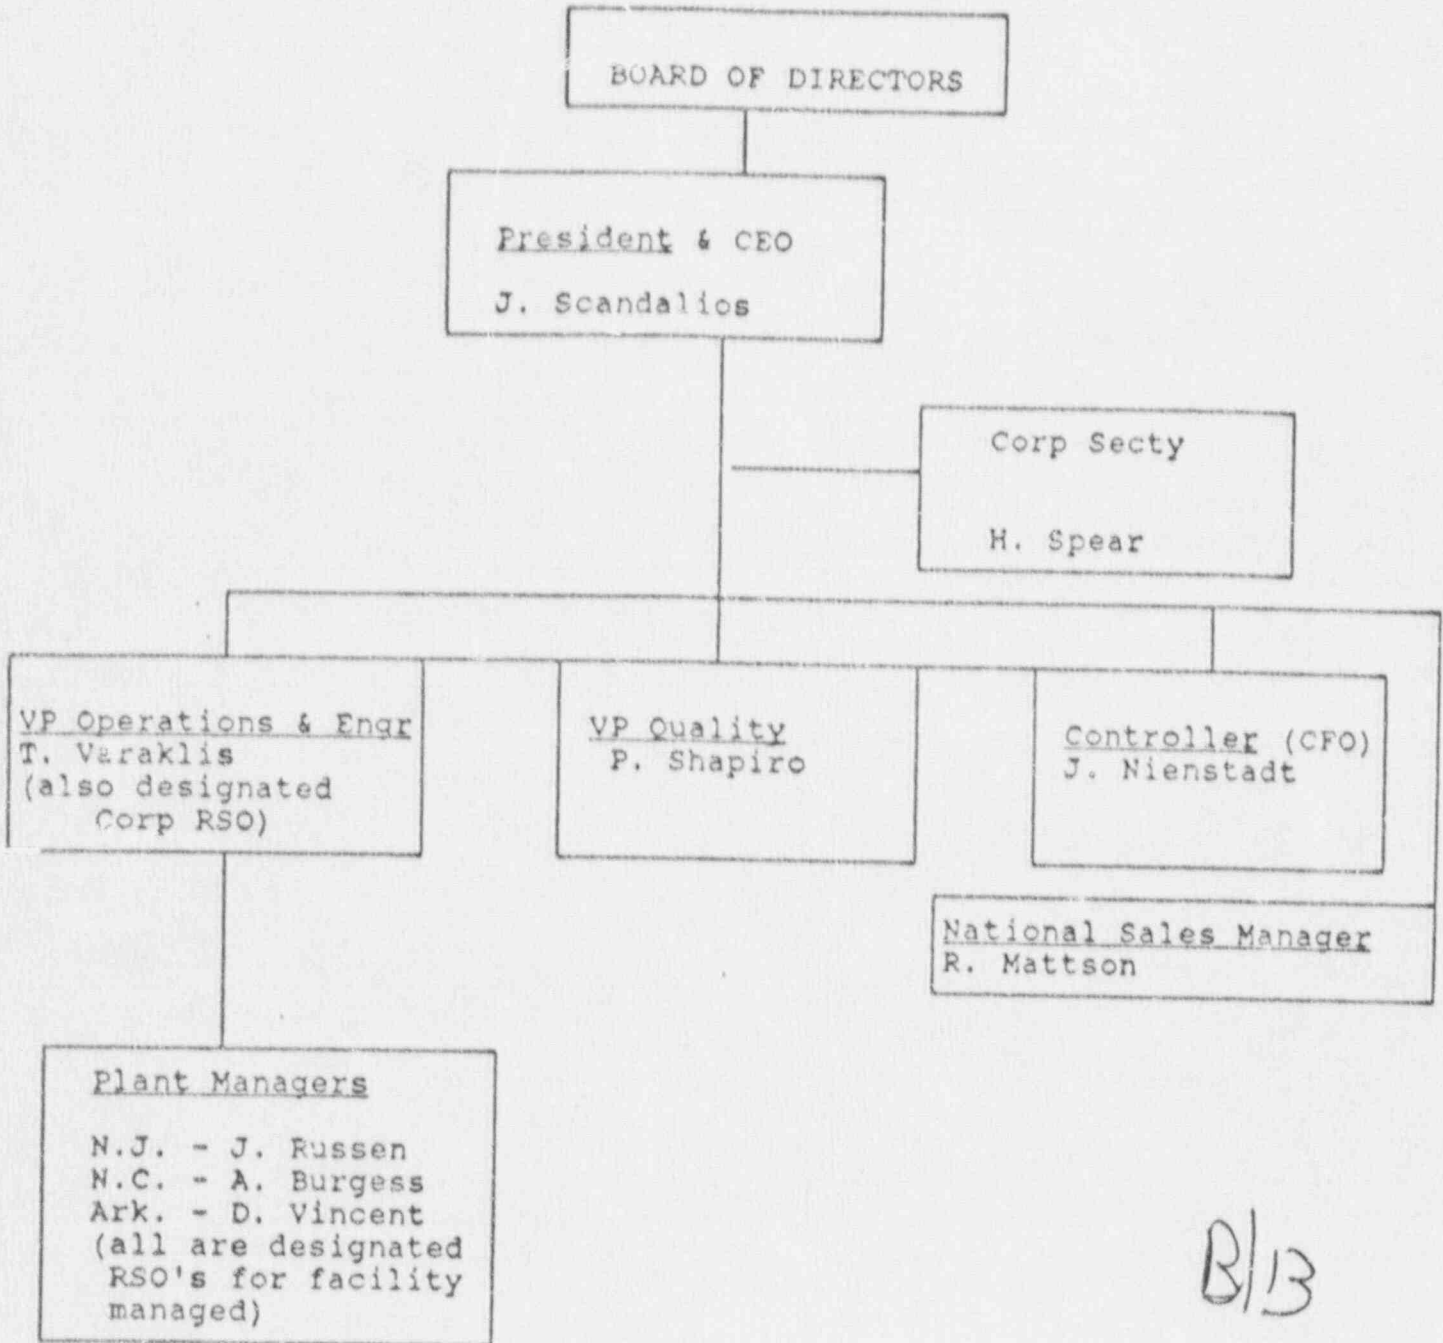 BOARD OF DIRECTORS
President & CEO
J. Scandalios
Corp Secty
H. Spear
VP Operations & Engr
T. Varaklis
(also designated
Corp RSO)
VP Quality
P. Shapiro
Controller (CFO)
J. Nienstadt
National Sales Manager
R. Mattson
Plant Managers
N.J. - J. Russen
N.C. - A. Burgess
Ark. - D. Vincent
(all are designated
RSO's for facility
managed)
B/13